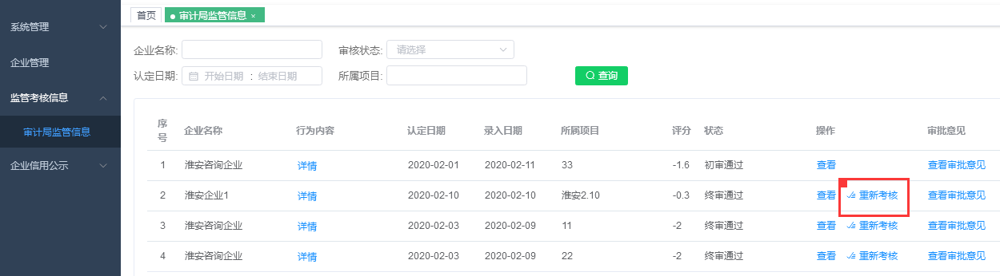 首页 审计局监管信息 ×
系统管理
企业管理
监管考核信息
审计局监管信息
企业信用公示
企业名称: 审核状态: 请选择
认定日期: 开始日期 : 结束日期 所属项目: 查询
序号 企业名称 行为内容 认定日期 录入日期 所属项目 评分 状态 操作 审批意见
1 淮安咨询企业 详情 2020-02-01 2020-02-11 33 -1.6 初审通过 查看 查看审批意见
2 淮安企业1 详情 2020-02-10 2020-02-10 淮安2.10 -0.3 终审通过 查看 重新考核 查看审批意见
3 淮安咨询企业 详情 2020-02-03 2020-02-09 11 -2 终审通过 查看 重新考核 查看审批意见
4 淮安咨询企业 详情 2020-02-03 2020-02-09 22 -2 终审通过 查看 重新考核 查看审批意见